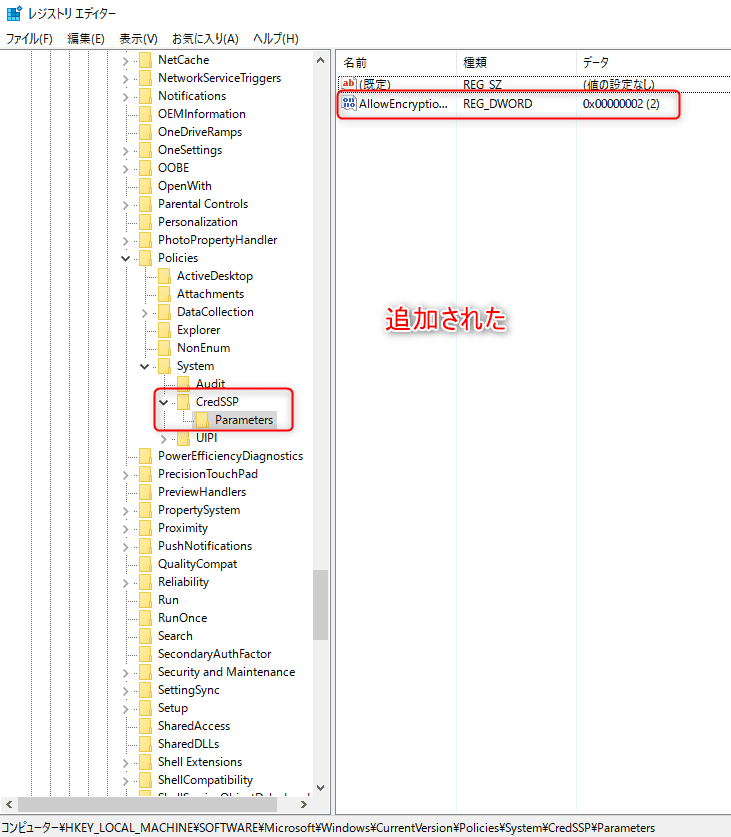 レジストリ エディター
ファイル(F) 編集(E) 表示(V) お気に入り(A) ヘルプ(H)
NetCache
NetworkServiceTriggers
Notifications
OEMInformation
OneDriveRamps
OneSettings
OOBE
OpenWith
Parental Controls
Personalization
PhotoPropertyHandler
Policies
ActiveDesktop
Attachments
DataCollection
Explorer
NonEnum
System
Audit
CredSSP
Parameters
UIPI
PowerEfficiencyDiagnostics
PrecisionTouchPad
PreviewHandlers
PropertySystem
Proximity
PushNotifications
QualityCompat
Reliability
Run
RunOnce
Search
SecondaryAuthFactor
Security and Maintenance
SettingSync
Setup
SharedAccess
SharedDLLs
Shell Extensions
ShellCompatibility
名前 種類 データ
ab (既定) REG_SZ (値の設定なし)
AllowEncryptio... REG_DWORD 0x00000002 (2)
追加された
コンピューター¥HKEY_LOCAL_MACHINE¥SOFTWARE¥Microsoft¥Windows¥CurrentVersion¥Policies¥System¥CredSSP¥Parameters